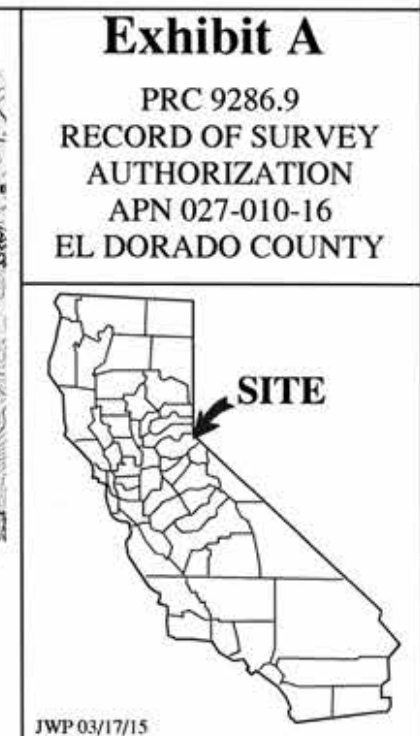 Exhibit A
PRC 9286.9
RECORD OF SURVEY
AUTHORIZATION
APN 027-010-16
EL DORADO COUNTY
SITE
JWP 03/17/15